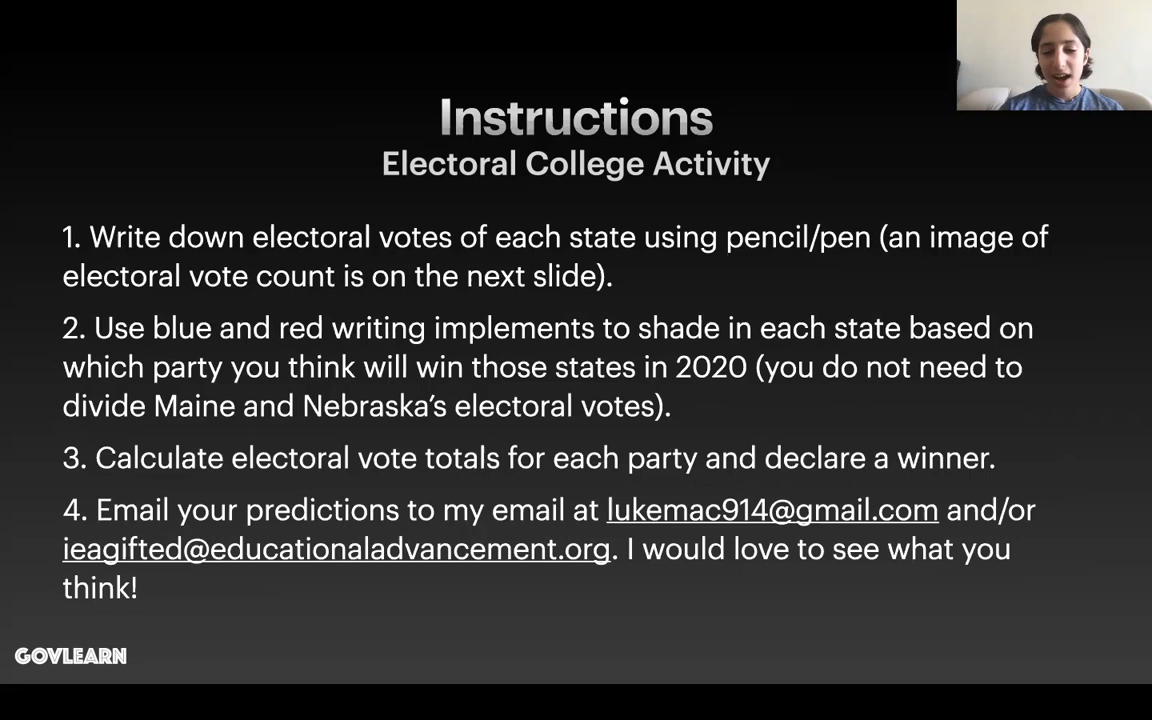 Instructions
Electoral College Activity
1. Write down electoral votes of each state using pencil/pen (an image of
electoral vote count is on the next slide).
2. Use blue and red writing implements to shade in each state based on
which party you think will win those states in 2020 (you do not need to
divide Maine and Nebraska’s electoral votes).
3. Calculate electoral vote totals for each party and declare a winner.
4. Email your predictions to my email at lukemac914@gmail.com and/or
ieagifted@educationaladvancement.org. I would love to see what you
think!
GOVLEARN